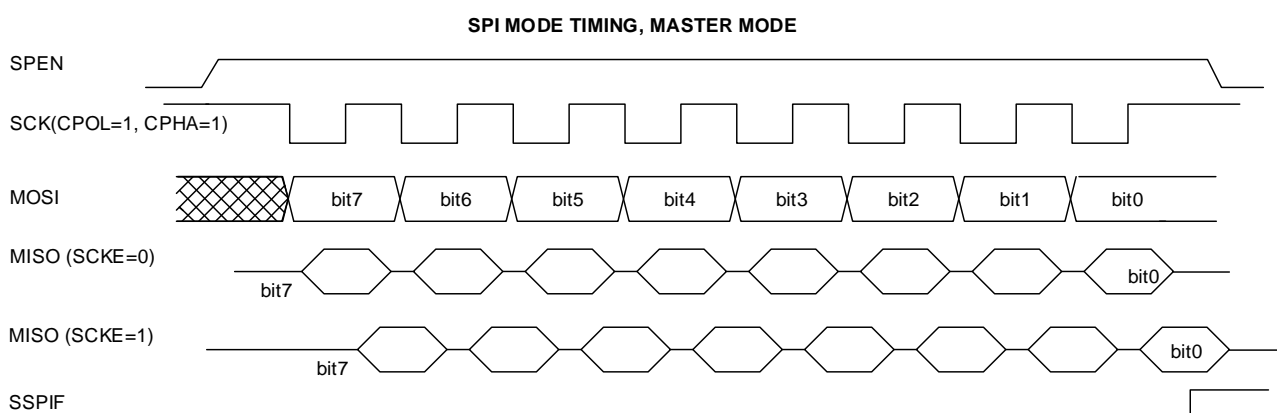 SPI MODE TIMING, MASTER MODE
SPEN
SCK(CPOL=1, CPHA=1)
MOSI
bit7 bit6 bit5 bit4 bit3 bit2 bit1 bit0
MISO (SCKE=0)
bit7 bit0
MISO (SCKE=1)
bit7 bit0
SSPIF